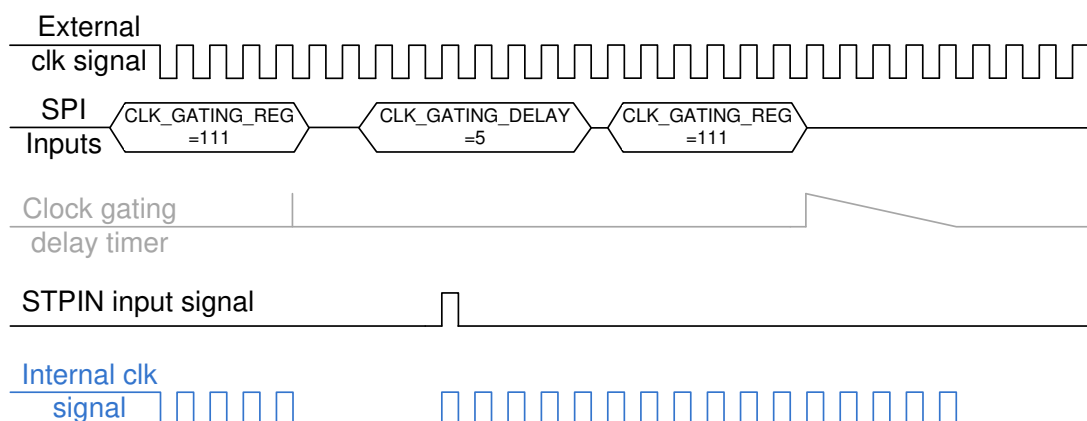 External
clk signal
SPI
Inputs
CLK_GATING_REG
=111
CLK_GATING_DELAY
=5
CLK_GATING_REG
=111
Clock gating
delay timer
STPIN input signal
Internal clk
signal